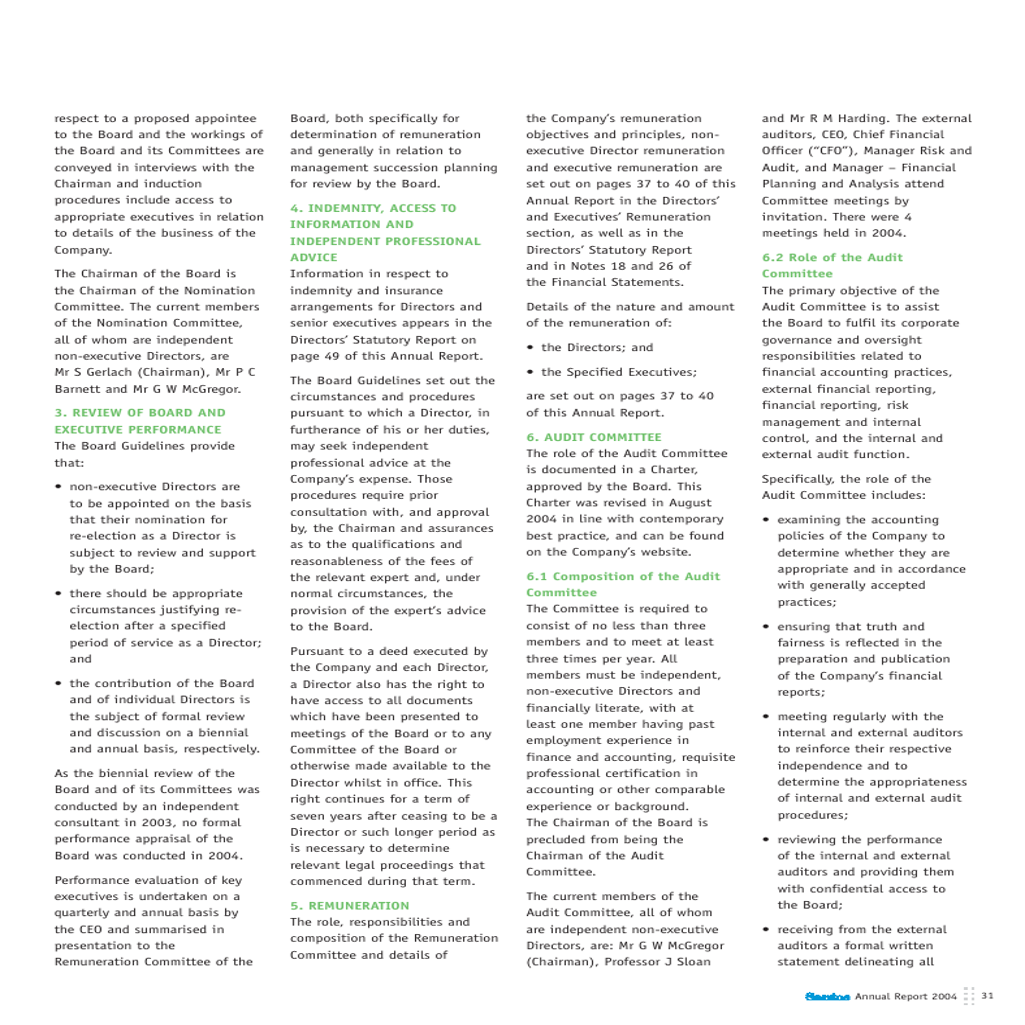 respect to a proposed appointee
to the Board and the workings of
the Board and its Committees are
conveyed in interviews with the
Chairman and induction
procedures include access to
appropriate executives in relation
to details of the business of the
Company.
The Chairman of the Board is
the Chairman of the Nomination
Committee. The current members
of the Nomination Committee,
all of whom are independent
non-executive Directors, are
Mr S Gerlach (Chairman), Mr P C
Barnett and Mr G W McGregor.
3. REVIEW OF BOARD AND
EXECUTIVE PERFORMANCE
The Board Guidelines provide
that:
• non-executive Directors are
to be appointed on the basis
that their nomination for
re-election as a Director is
subject to review and support
by the Board;
• there should be appropriate
circumstances justifying re-
election after a specified
period of service as a Director;
and
• the contribution of the Board
and of individual Directors is
the subject of formal review
and discussion on a biennial
and annual basis, respectively.
As the biennial review of the
Board and of its Committees was
conducted by an independent
consultant in 2003, no formal
performance appraisal of the
Board was conducted in 2004.
Performance evaluation of key
executives is undertaken on a
quarterly and annual basis by
the CEO and summarised in
presentation to the
Remuneration Committee of the
Board, both specifically for
determination of remuneration
and generally in relation to
management succession planning
for review by the Board.
4. INDEMNITY, ACCESS TO
INFORMATION AND
INDEPENDENT PROFESSIONAL
ADVICE
Information in respect to
indemnity and insurance
arrangements for Directors and
senior executives appears in the
Directors' Statutory Report on
page 49 of this Annual Report.
The Board Guidelines set out the
circumstances and procedures
pursuant to which a Director, in
furtherance of his or her duties,
may seek independent
professional advice at the
Company's expense. Those
procedures require prior
consultation with, and approval
by, the Chairman and assurances
as to the qualifications and
reasonableness of the fees of
the relevant expert and, under
normal circumstances, the
provision of the expert's advice
to the Board.
Pursuant to a deed executed by
the Company and each Director,
a Director also has the right to
have access to all documents
which have been presented to
meetings of the Board or to any
Committee of the Board or
otherwise made available to the
Director whilst in office. This
right continues for a term of
seven years after ceasing to be a
Director or such longer period as
is necessary to determine
relevant legal proceedings that
commenced during that term.
5. REMUNERATION
The role, responsibilities and
composition of the Remuneration
Committee and details of
the Company's remuneration
objectives and principles, non-
executive Director remuneration
and executive remuneration are
set out on pages 37 to 40 of this
Annual Report in the Directors'
and Executives' Remuneration
section, as well as in the
Directors' Statutory Report
and in Notes 18 and 26 of
the Financial Statements.
Details of the nature and amount
of the remuneration of:
• the Directors; and
• the Specified Executives;
are set out on pages 37 to 40
of this Annual Report.
6. AUDIT COMMITTEE
The role of the Audit Committee
is documented in a Charter,
approved by the Board. This
Charter was revised in August
2004 in line with contemporary
best practice, and can be found
on the Company's website.
6.1 Composition of the Audit
Committee
The Committee is required to
consist of no less than three
members and to meet at least
three times per year. All
members must be independent,
non-executive Directors and
financially literate, with at
least one member having past
employment experience in
finance and accounting, requisite
professional certification in
accounting or other comparable
experience or background.
The Chairman of the Board is
precluded from being the
Chairman of the Audit
Committee.
The current members of the
Audit Committee, all of whom
are independent non-executive
Directors, are: Mr G W McGregor
(Chairman), Professor J Sloan
and Mr R M Harding. The external
auditors, CEO, Chief Financial
Officer ("CFO"), Manager Risk and
Audit, and Manager – Financial
Planning and Analysis attend
Committee meetings by
invitation. There were 4
meetings held in 2004.
6.2 Role of the Audit
Committee
The primary objective of the
Audit Committee is to assist
the Board to fulfil its corporate
governance and oversight
responsibilities related to
financial accounting practices,
external financial reporting,
financial reporting, risk
management and internal
control, and the internal and
external audit function.
Specifically, the role of the
Audit Committee includes:
• examining the accounting
policies of the Company to
determine whether they are
appropriate and in accordance
with generally accepted
practices;
• ensuring that truth and
fairness is reflected in the
preparation and publication
of the Company's financial
reports;
• meeting regularly with the
internal and external auditors
to reinforce their respective
independence and to
determine the appropriateness
of internal and external audit
procedures;
• reviewing the performance
of the internal and external
auditors and providing them
with confidential access to
the Board;
• receiving from the external
auditors a formal written
statement delineating all
Santos Annual Report 2004 31